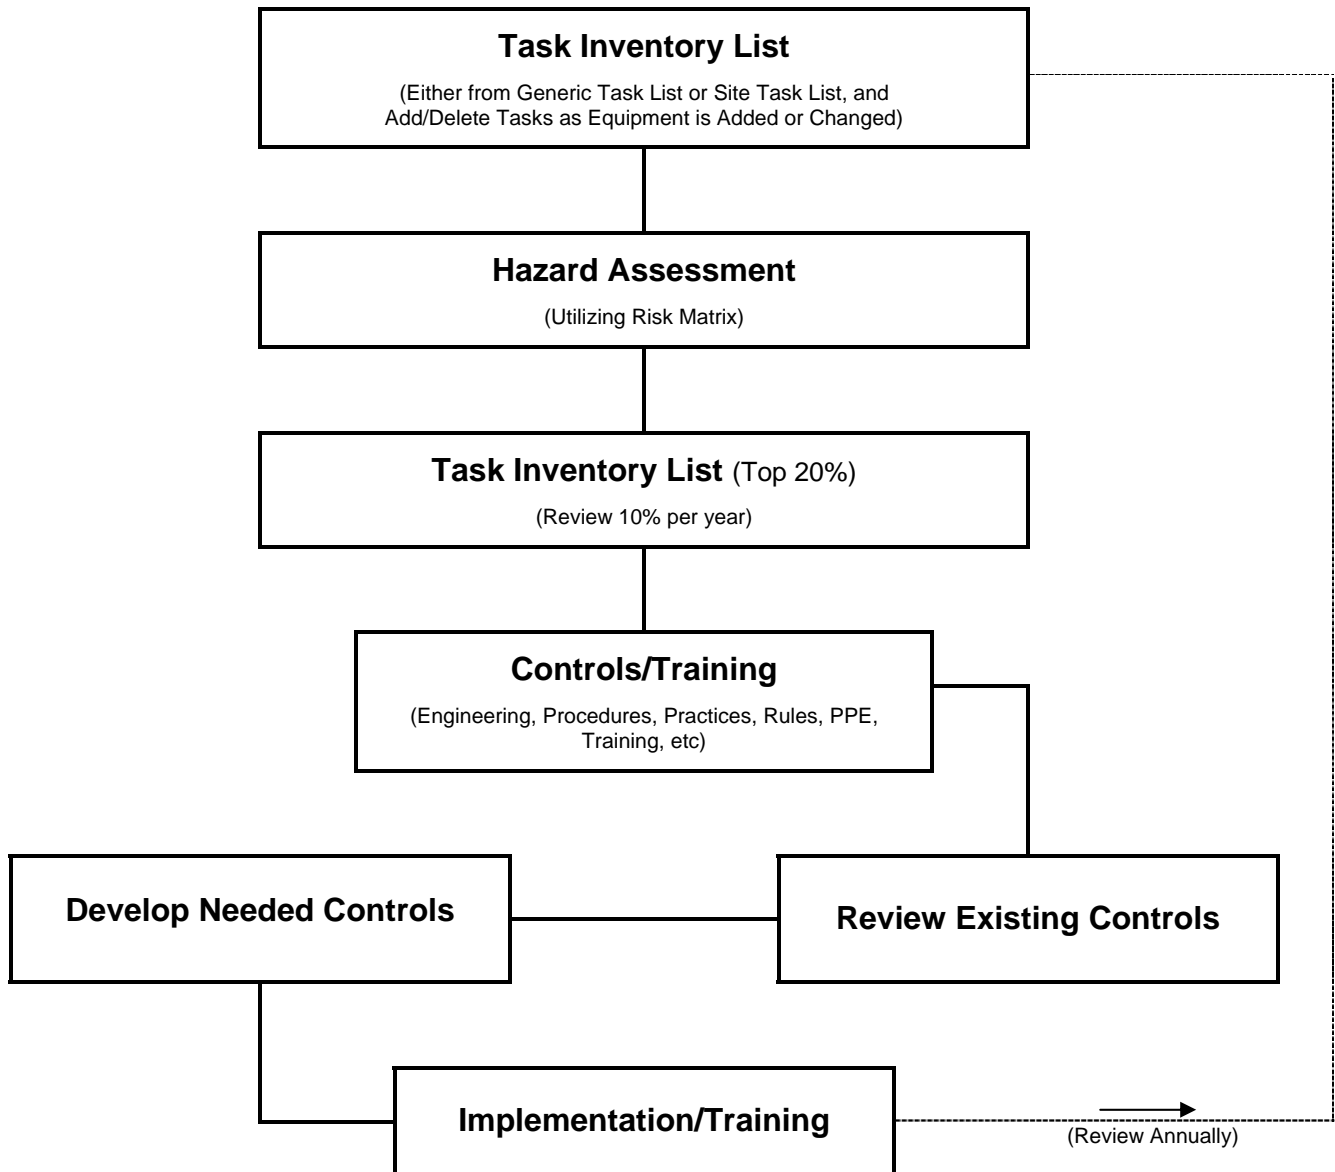 Task Inventory List
(Either from Generic Task List or Site Task List, and
Add/Delete Tasks as Equipment is Added or Changed)
Hazard Assessment
(Utilizing Risk Matrix)
Task Inventory List (Top 20%)
(Review 10% per year)
Controls/Training
(Engineering, Procedures, Practices, Rules, PPE,
Training, etc)
Develop Needed Controls
Review Existing Controls
Implementation/Training
(Review Annually)